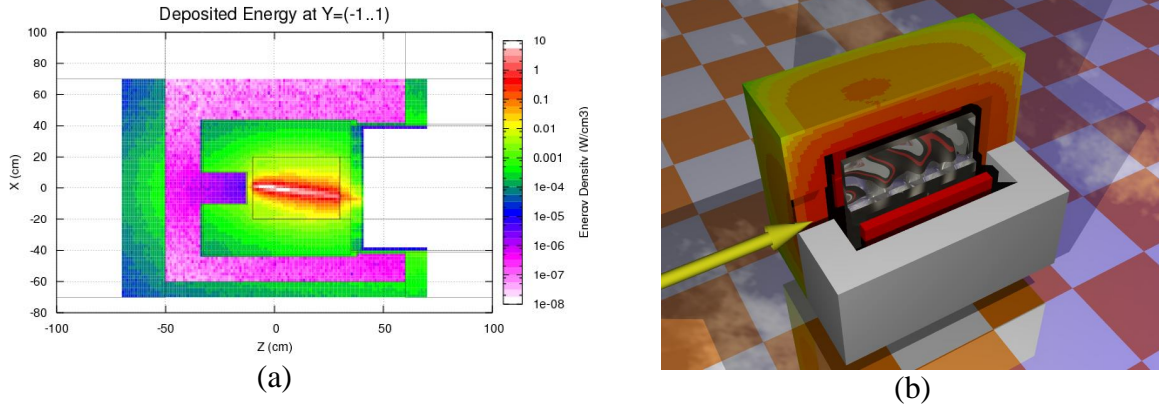 Deposited Energy at Y=(-1..1)
100
80
60
40
20
0
-20
-40
-60
-80
X (cm)
-100
-50
0
50
100
Z (cm)
10
1
0.1
0.01
0.001
1e-04
1e-05
1e-06
1e-07
1e-08
Energy Density (W/cm3)
(a)
(b)